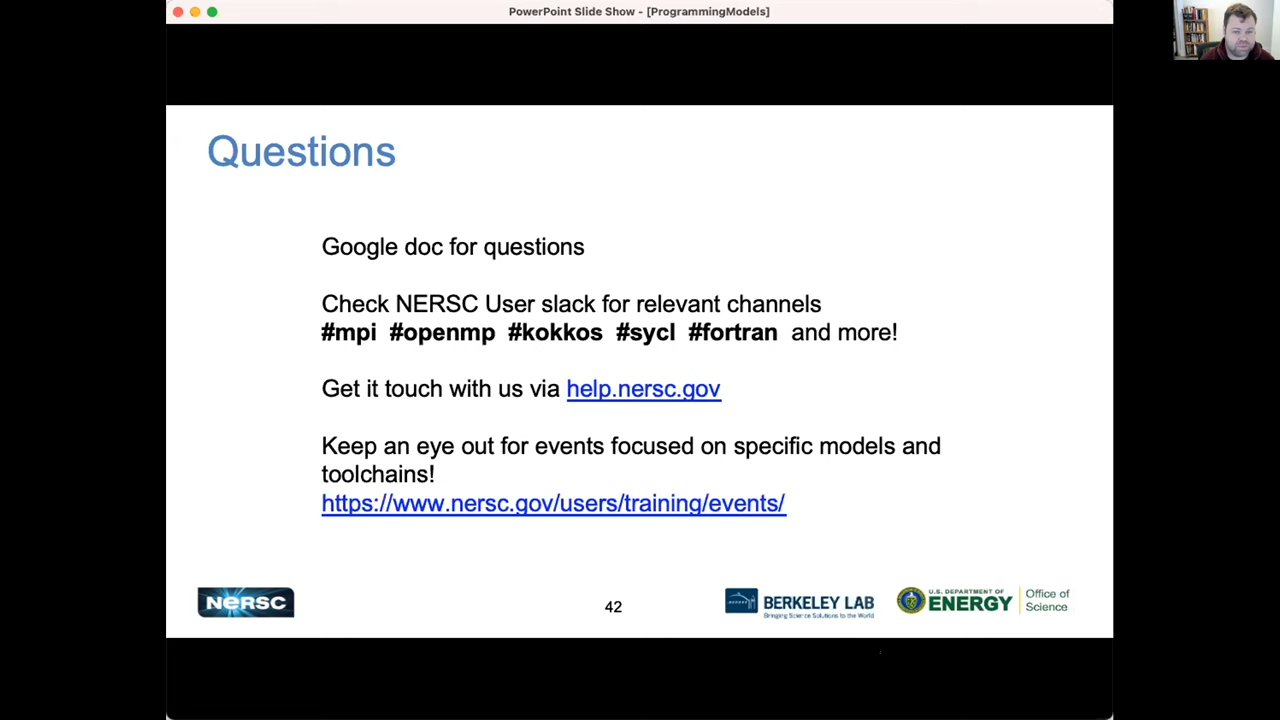 PowerPoint Slide Show - [ProgrammingModels]
Questions
Google doc for questions
Check NERSC User slack for relevant channels
#mpi #openmp #kokkos #sycl #fortran and more!
Get it touch with us via help.nersc.gov
Keep an eye out for events focused on specific models and
toolchains!
https://www.nersc.gov/users/training/events/
NERSC
42
BERKELEY LAB
Bringing Science Solutions to the World
U.S. DEPARTMENT OF
ENERGY
Office of
Science